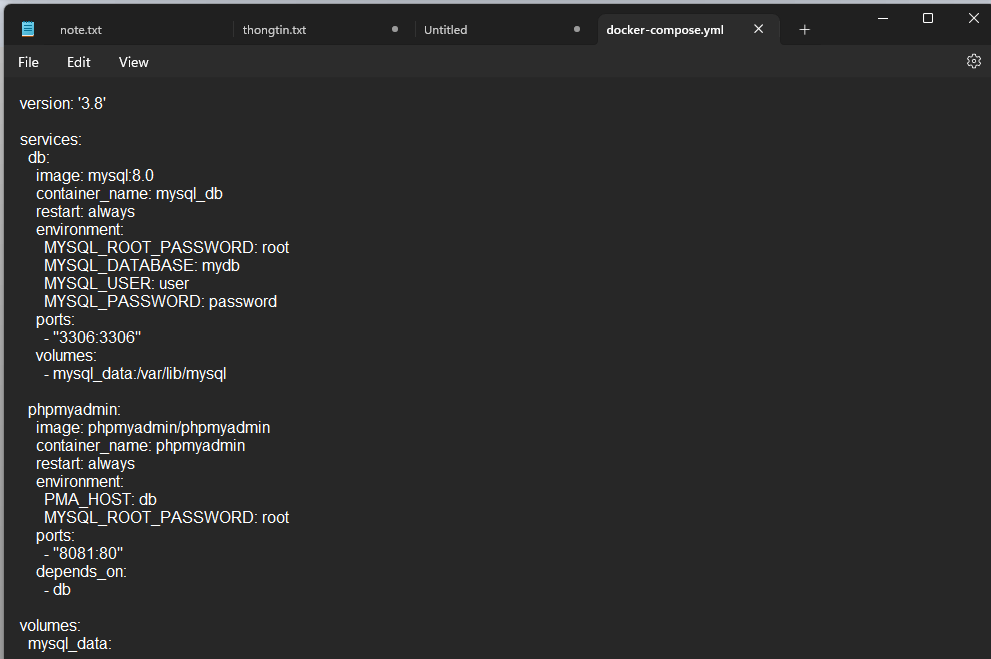 note.txt
thongtin.txt
Untitled
docker-compose.yml
File Edit View
version: '3.8'

services:
  db:
    image: mysql:8.0
    container_name: mysql_db
    restart: always
    environment:
      MYSQL_ROOT_PASSWORD: root
      MYSQL_DATABASE: mydb
      MYSQL_USER: user
      MYSQL_PASSWORD: password
    ports:
      - "3306:3306"
    volumes:
      - mysql_data:/var/lib/mysql

  phpmyadmin:
    image: phpmyadmin/phpmyadmin
    container_name: phpmyadmin
    restart: always
    environment:
      PMA_HOST: db
      MYSQL_ROOT_PASSWORD: root
    ports:
      - "8081:80"
    depends_on:
      - db

volumes:
  mysql_data: